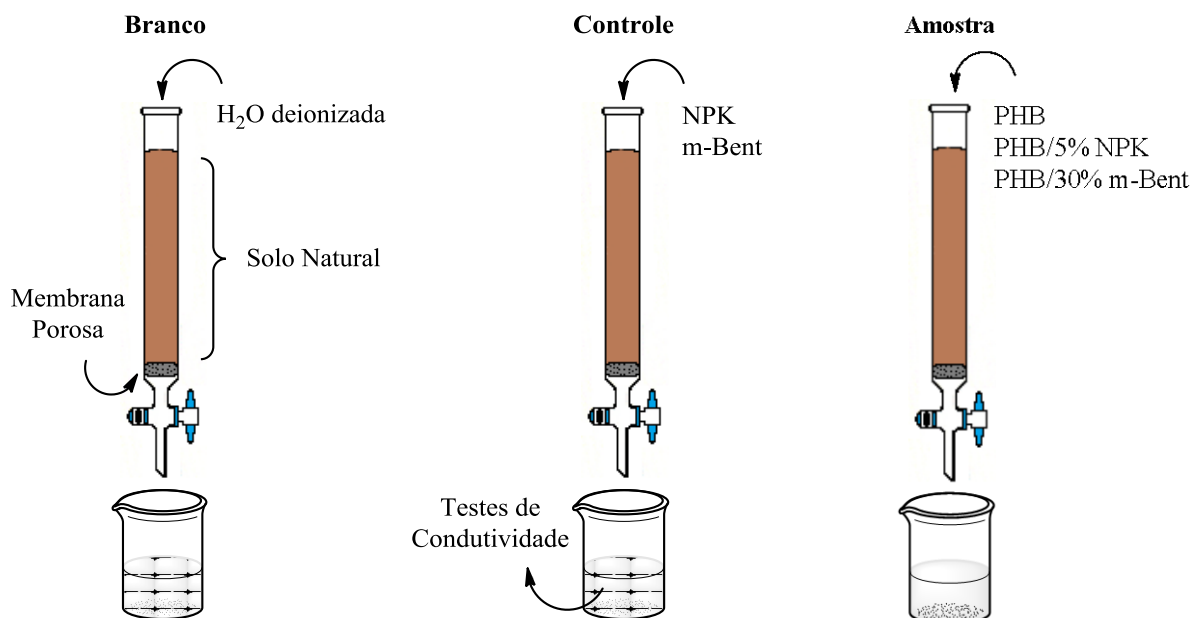 Branco
H2O deionizada
Solo Natural
Membrana
Porosa
Controle
NPK
m-Bent
Testes de
Condutividade
Amostra
PHB
PHB/5% NPK
PHB/30% m-Bent